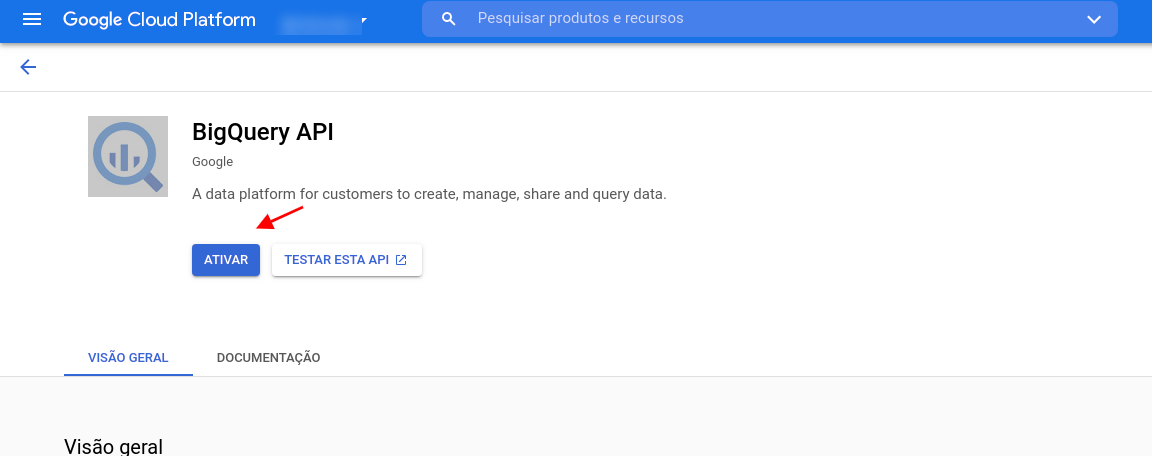 Google Cloud Platform
Pesquisar produtos e recursos
BigQuery API
Google
A data platform for customers to create, manage, share and query data.
ATIVAR
TESTAR ESTA API
VISÃO GERAL
DOCUMENTAÇÃO
Visão geral